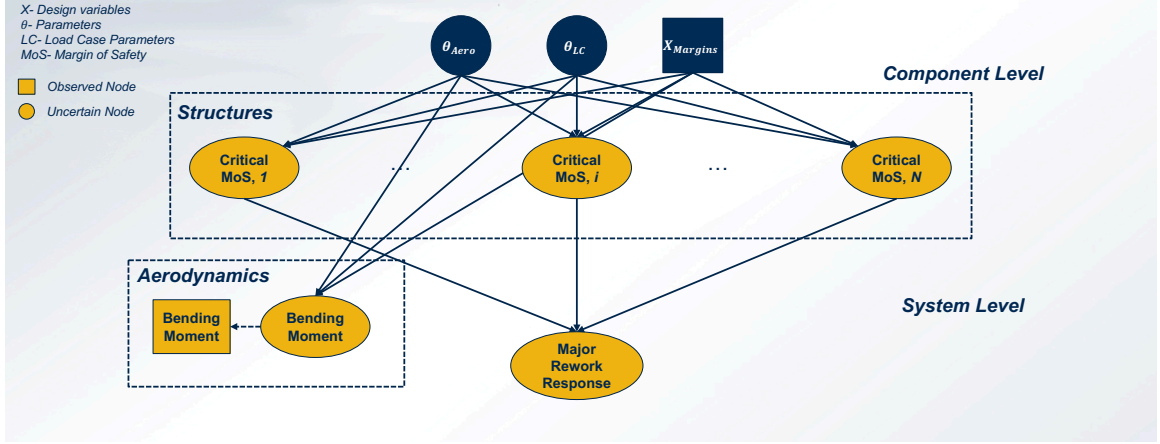 X- Design variables
θ- Parameters
LC- Load Case Parameters
MoS- Margin of Safety
Observed Node
Uncertain Node
θ_Aero
θ_LC
X_Margins
Component Level
Structures
Critical
MoS, 1
...
Critical
MoS, i
...
Critical
MoS, N
Aerodynamics
Bending
Moment
Bending
Moment
System Level
Major
Rework
Response